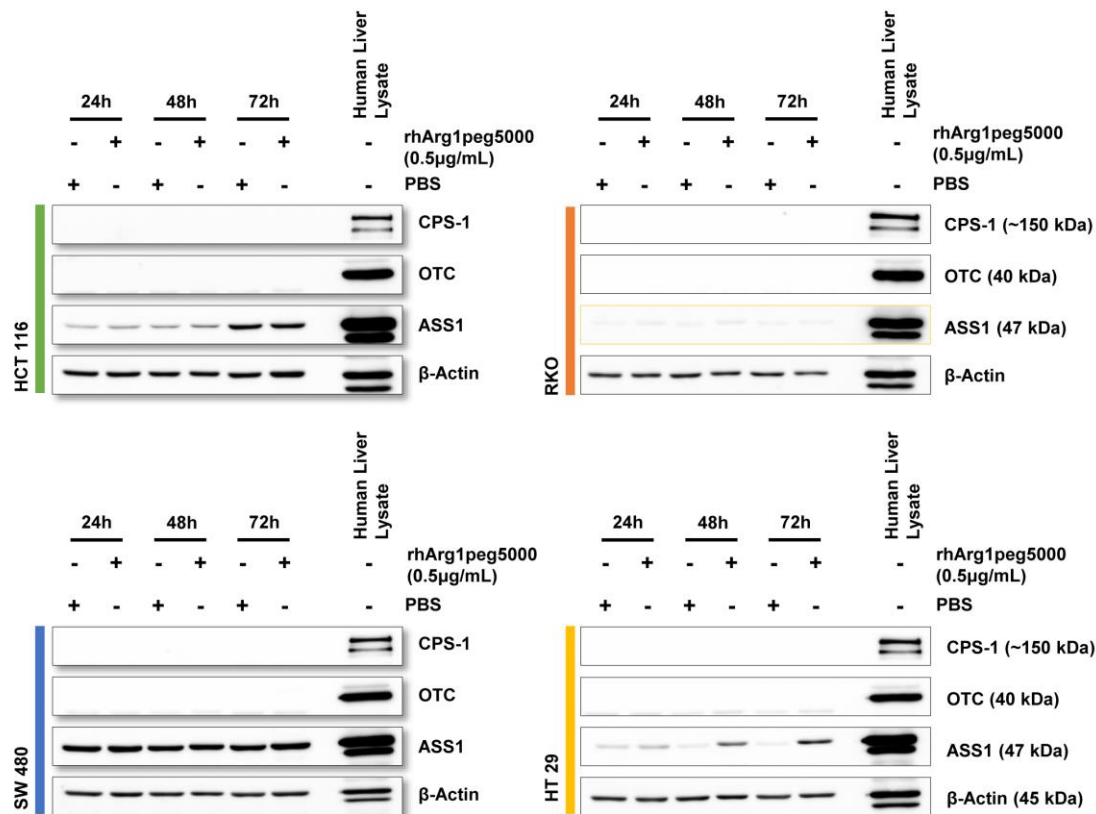 Human Liver
Lysate
24h 48h 72h
- + - + - + -
rhArg1peg5000
(0.5µg/mL)
+ - + - + - -
PBS
CPS-1
OTC
ASS1
β-Actin
HCT 116
Human Liver
Lysate
24h 48h 72h
- + - + - + -
rhArg1peg5000
(0.5µg/mL)
+ - + - + - -
PBS
CPS-1 (~150 kDa)
OTC (40 kDa)
ASS1 (47 kDa)
β-Actin
RKO
Human Liver
Lysate
24h 48h 72h
- + - + - + -
rhArg1peg5000
(0.5µg/mL)
+ - + - + - -
PBS
CPS-1
OTC
ASS1
β-Actin
SW 480
Human Liver
Lysate
24h 48h 72h
- + - + - + -
rhArg1peg5000
(0.5µg/mL)
+ - + - + - -
PBS
CPS-1 (~150 kDa)
OTC (40 kDa)
ASS1 (47 kDa)
β-Actin (45 kDa)
HT 29